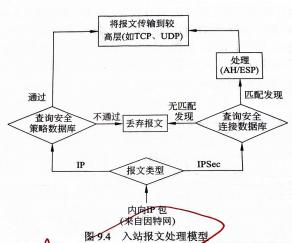 将报文传输到较
高层(如TCP、UDP)
处理
(AH/ESP)
通过
匹配发现
查询安全
策略数据库
不通过
丢弃报文
无匹配
发现
查询安全
连接数据库
IP
报文类型
IPSec
内向IP 包
(来自因特网)
图 9.4 入站报文处理模型